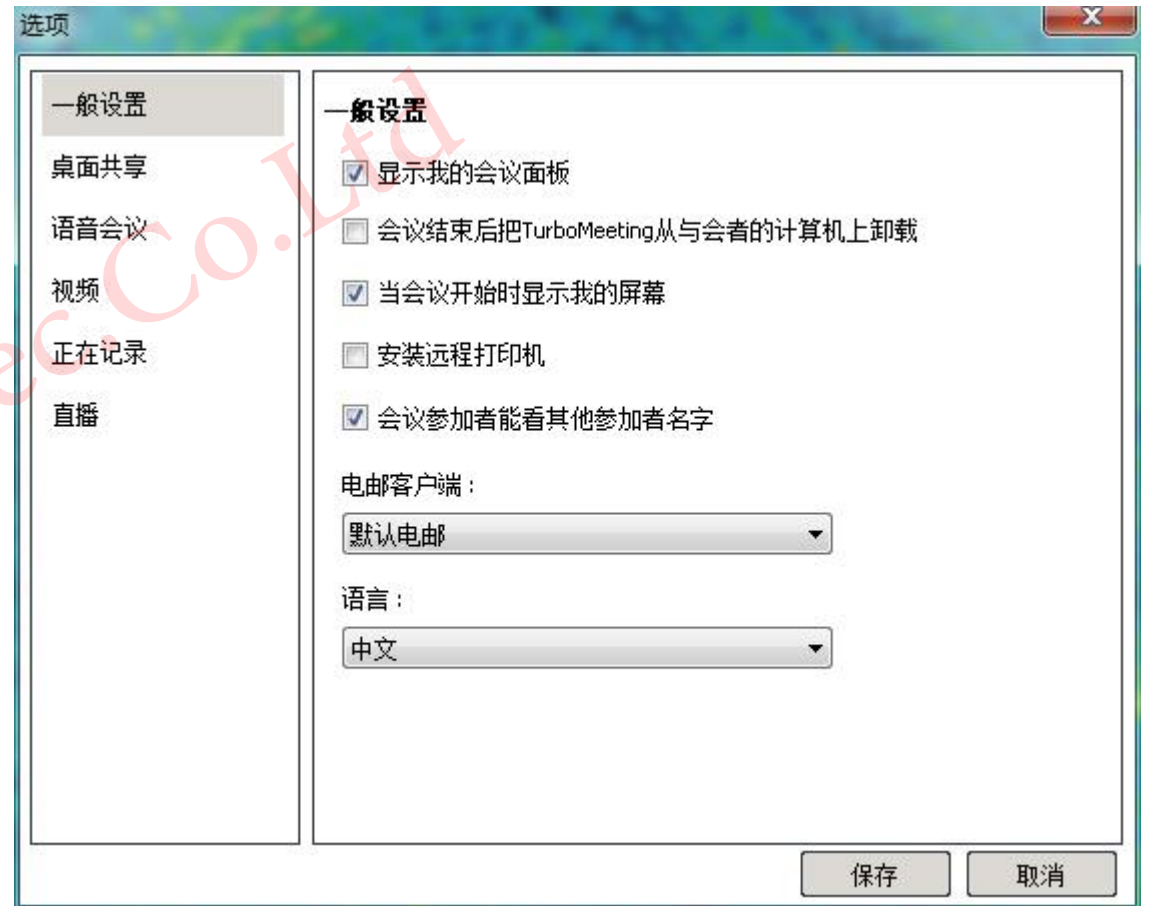 选项
一般设置
桌面共享
语音会议
视频
正在记录
直播
一般设置
显示我的会议面板
会议结束后把TurboMeeting从与会者的计算机上卸载
当会议开始时显示我的屏幕
安装远程打印机
会议参加者能看其他参加者名字
电邮客户端：
默认电邮
语言：
中文
保存
取消
ec.Co.Ltd